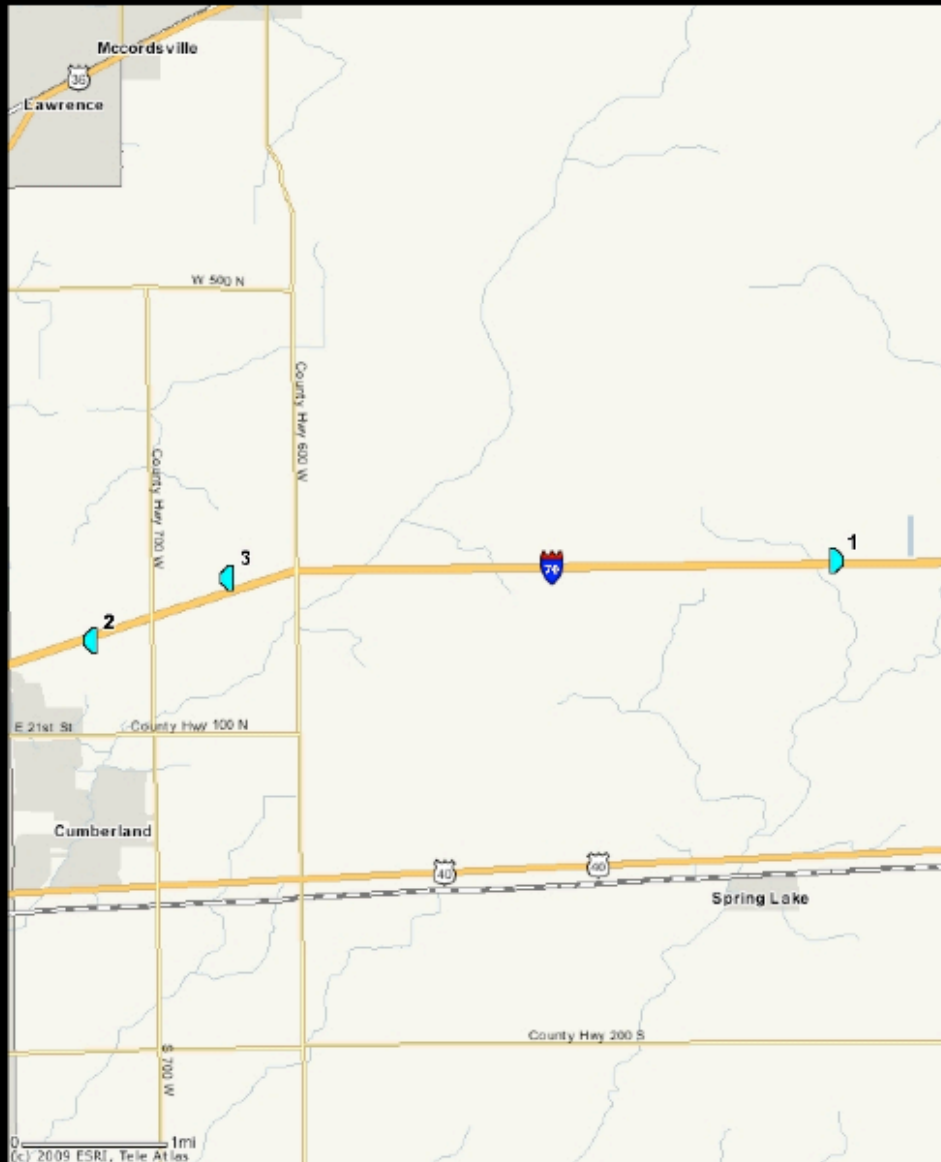 Mccordsville
36
Lawrence
W 500 N
County Hwy 600 W
County Hwy 700 W
3
1
70
2
E 21st St
County Hwy 100 N
Cumberland
40
40
Spring Lake
County Hwy 200 S
S 700 W
0 1mi
(c) 2009 ESRI, Tele Atlas